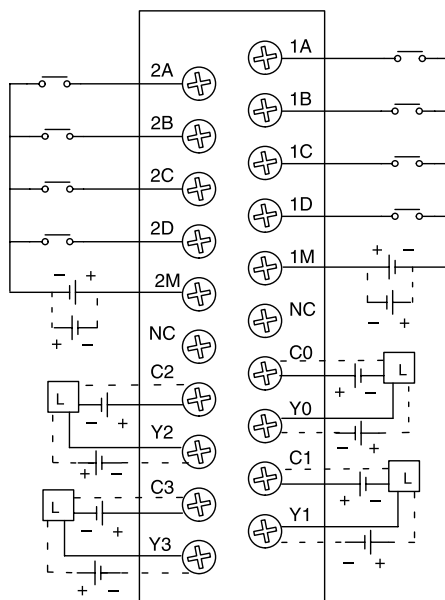 2A
2B
2C
2D
− +
2M
+ −
NC
C2
L
− +
Y2
+ −
C3
L
− +
Y3
+ −
1A
1B
1C
1D
− +
1M
+ −
NC
C0
L
+ −
Y0
− +
C1
L
+ −
Y1
− +